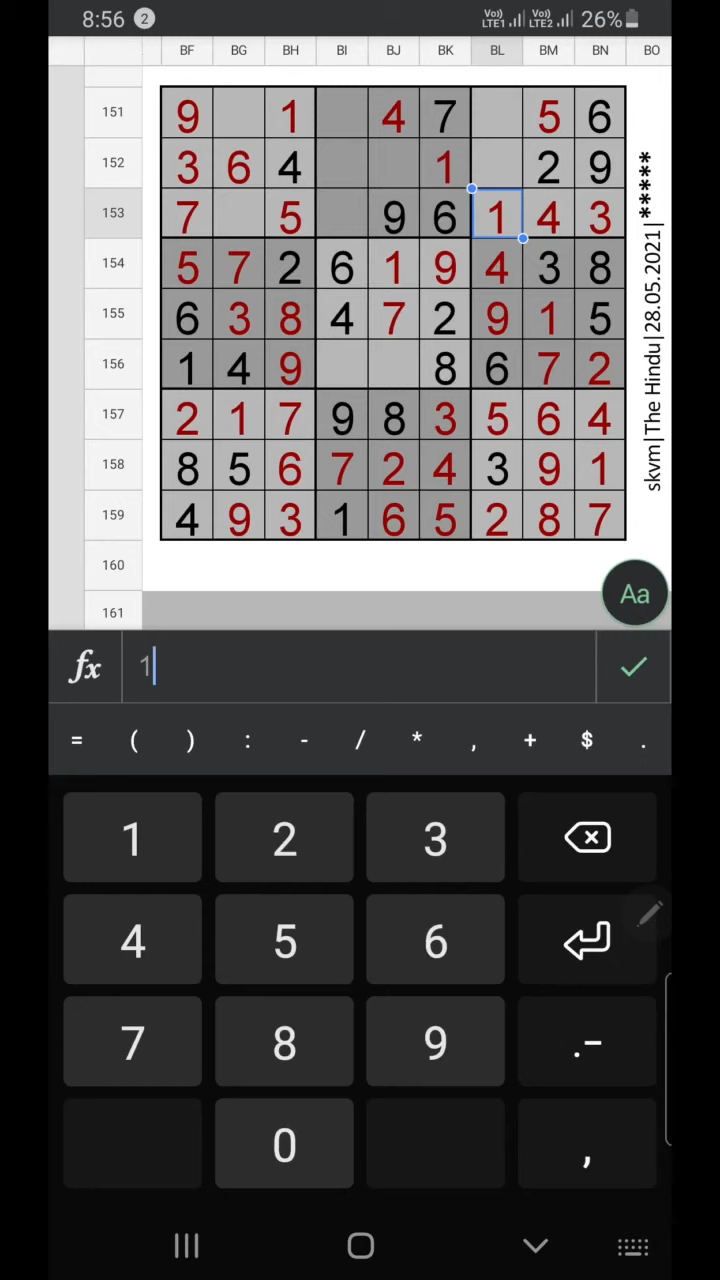 8:56 2 Vo)) LTE1 Vo)) LTE2 26%
BF BG BH BI BJ BK BL BM BN BO
151 9 1 4 7 5 6
152 3 6 4 1 2 9
153 7 5 9 6 1 4 3
154 5 7 2 6 1 9 4 3 8
155 6 3 8 4 7 2 9 1 5
156 1 4 9 8 6 7 2
157 2 1 7 9 8 3 5 6 4
158 8 5 6 7 2 4 3 9 1
159 4 9 3 1 6 5 2 8 7
160
161
skvm|The Hindu|28.05.2021| *****
Aa
fx 1
= ( ) : - / * , + $ .
1 2 3
4 5 6
7 8 9 .-
0 ,